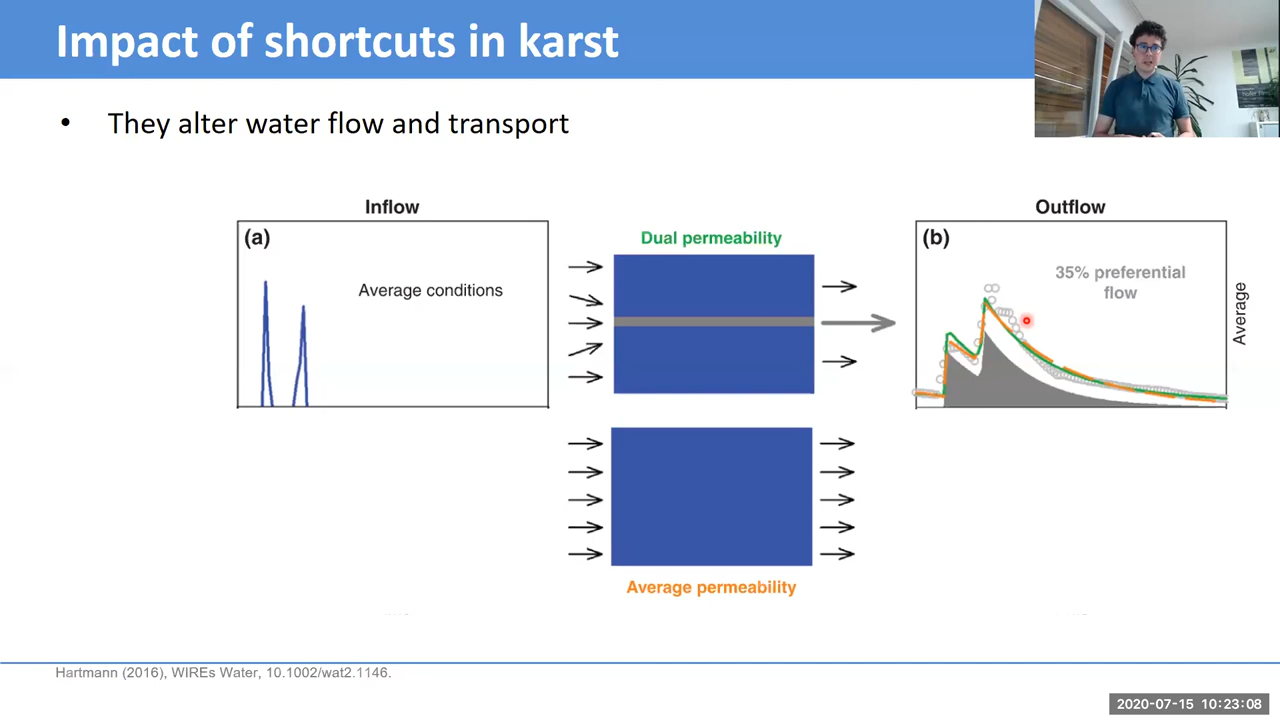 Impact of shortcuts in karst
• They alter water flow and transport
Inflow
(a)
Average conditions
Dual permeability
Average permeability
Outflow
(b)
35% preferential
flow
Average
Hartmann (2016), WIREs Water, 10.1002/wat2.1146.
2020-07-15 10:23:08